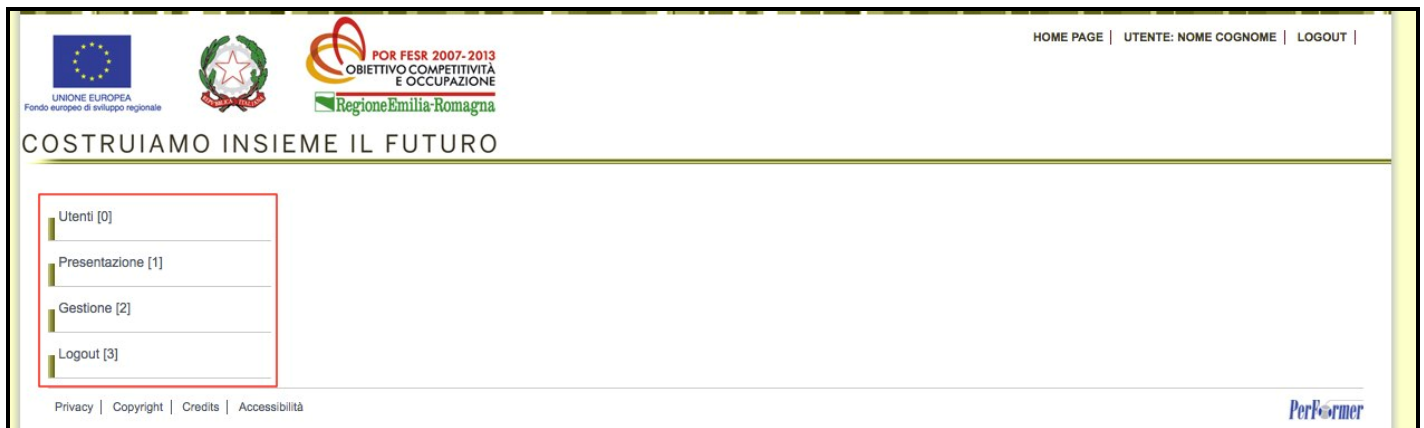 HOME PAGE | UTENTE: NOME COGNOME | LOGOUT |
UNIONE EUROPEA
Fondo europeo di sviluppo regionale
POR FESR 2007-2013
OBIETTIVO COMPETITIVITÀ
E OCCUPAZIONE
RegioneEmilia-Romagna
COSTRUIAMO INSIEME IL FUTURO
Utenti [0]
Presentazione [1]
Gestione [2]
Logout [3]
Privacy | Copyright | Credits | Accessibilità
PerFormer